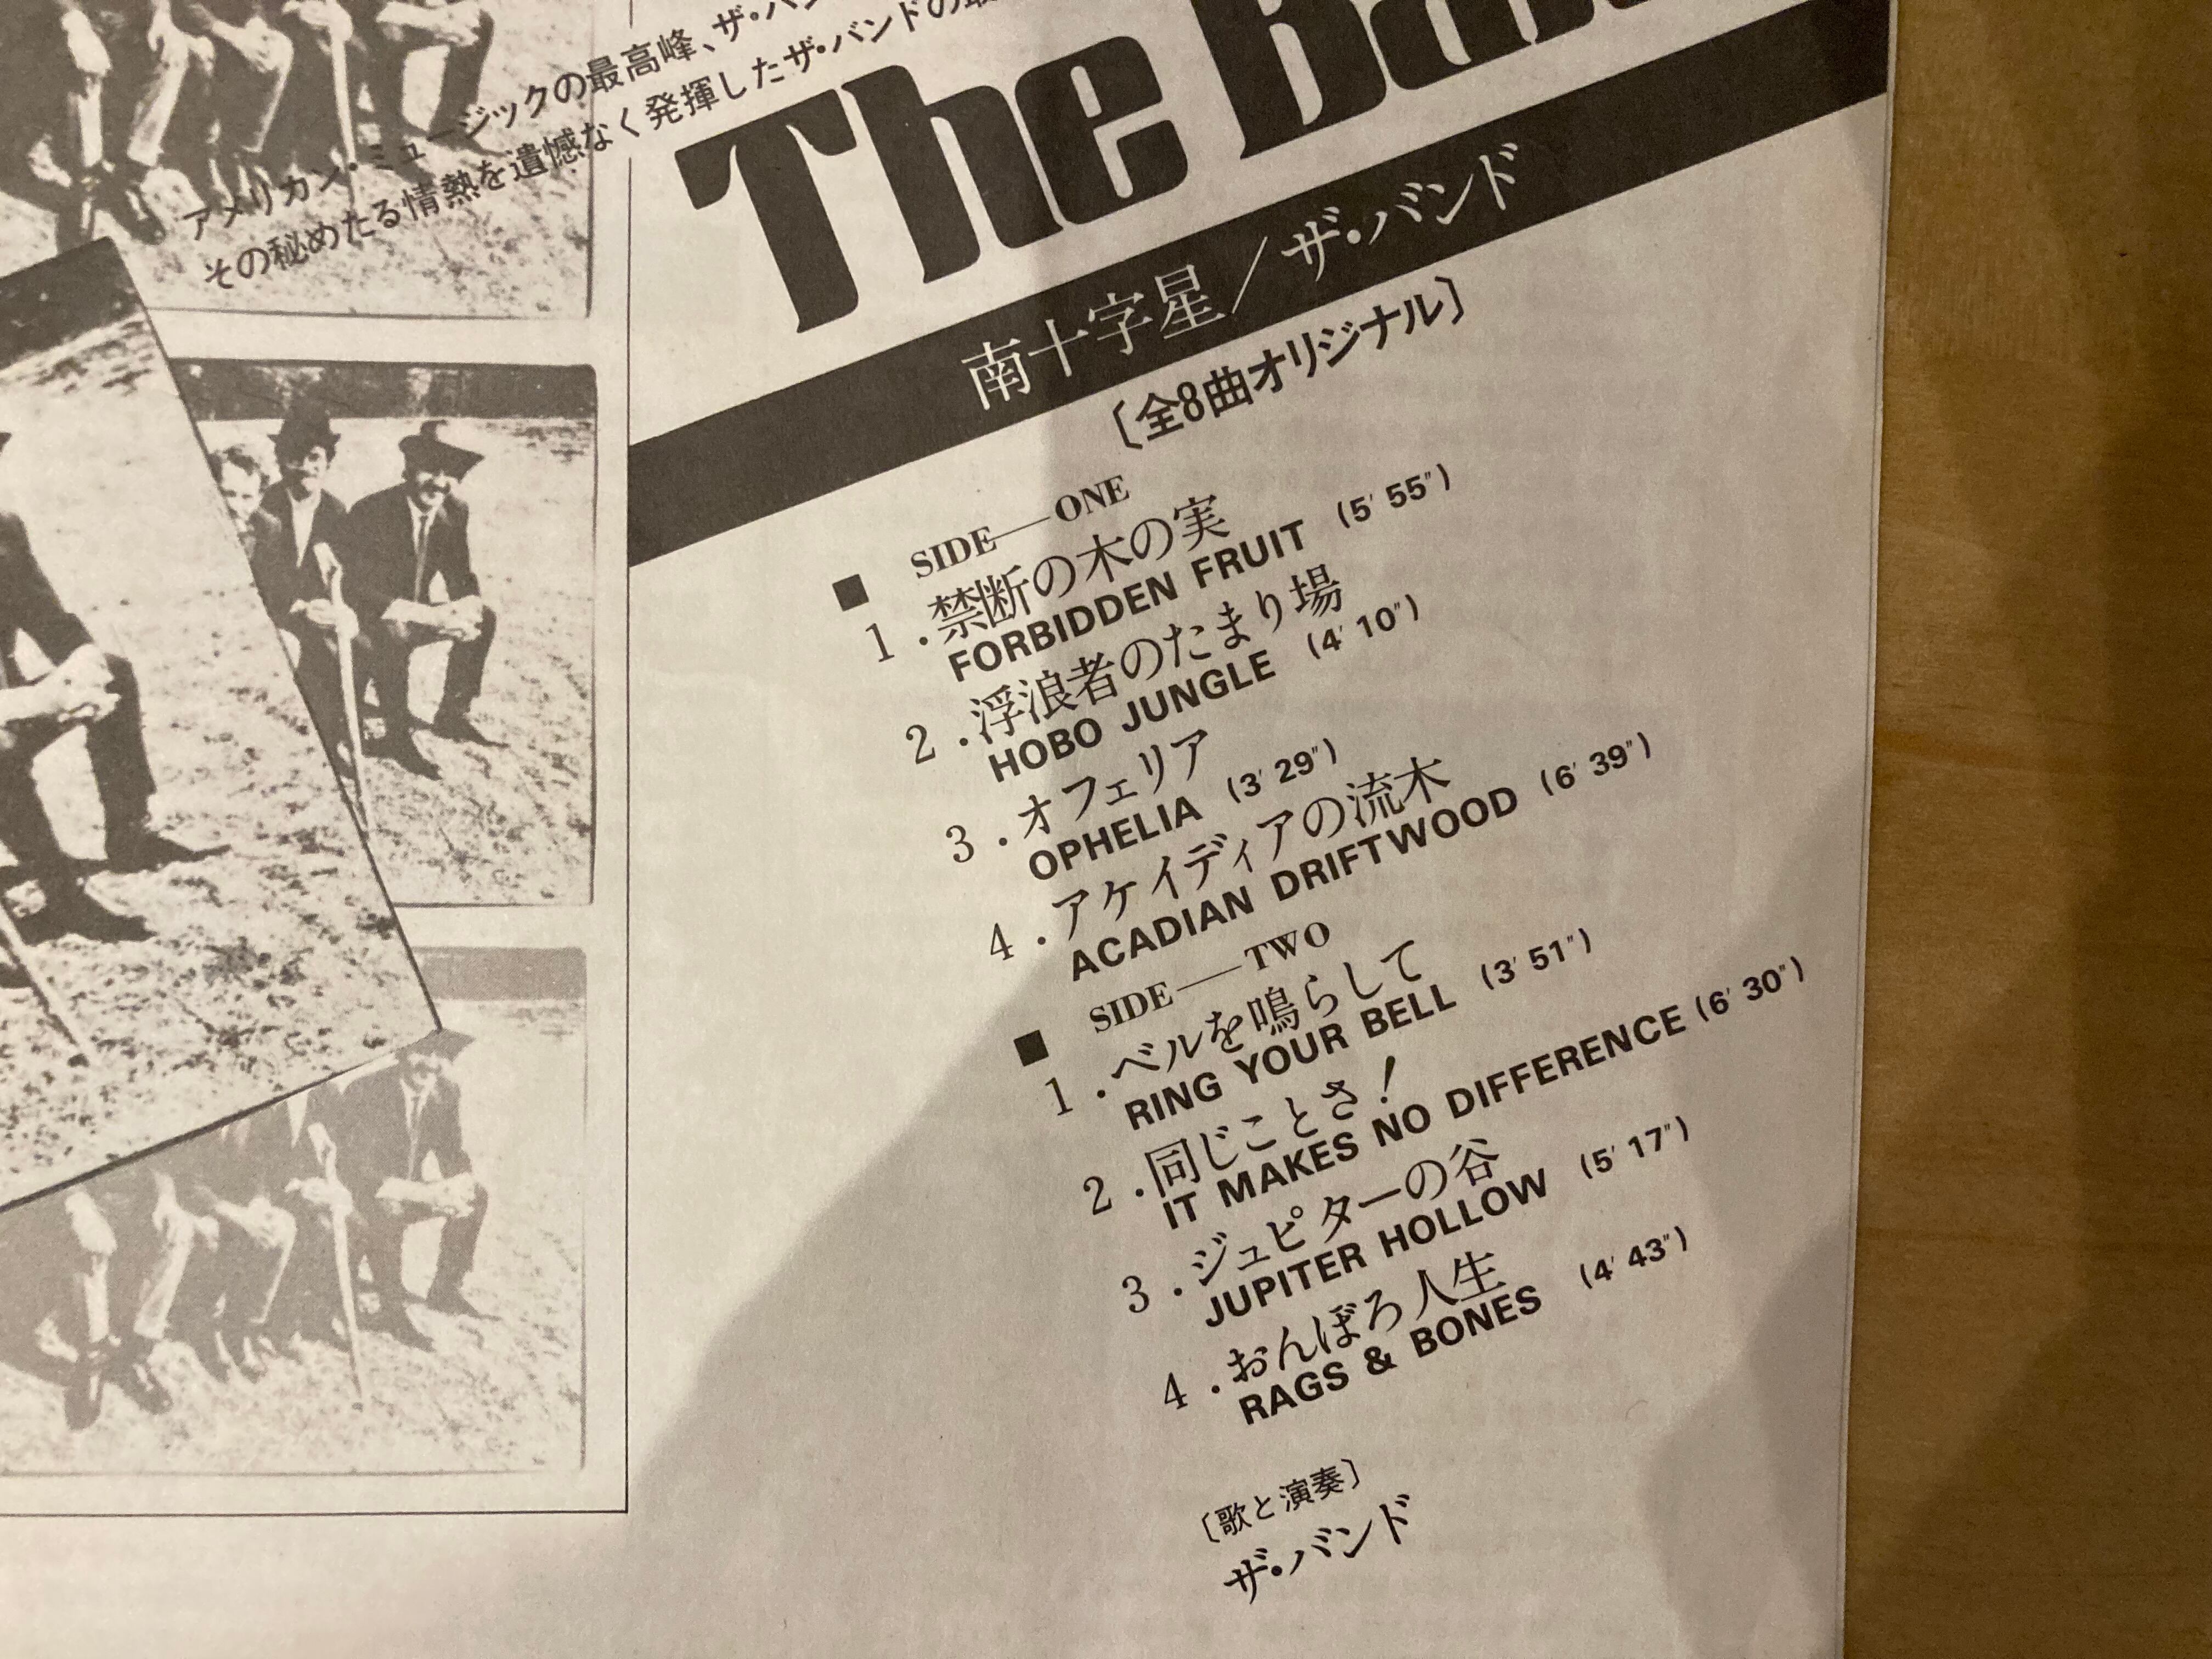 アメリカン・ミュージックの最高峰、ザ・バン
その秘めたる情熱を遺憾なく発揮したザ・バンドの最
The Ban
南十字星／ザ・バンド
〔全8曲オリジナル〕
■ SIDE—ONE
1．禁断の木の実
FORBIDDEN FRUIT (5′ 55″)
2．浮浪者のたまり場
HOBO JUNGLE (4′ 10″)
3．オフェリア
OPHELIA (3′ 29″)
4．アケイディアの流木
ACADIAN DRIFTWOOD (6′ 39″)
■ SIDE—TWO
1．ベルを鳴らして
RING YOUR BELL (3′ 51″)
2．同じことさ！
IT MAKES NO DIFFERENCE (6′ 30″)
3．ジュピターの谷
JUPITER HOLLOW (5′ 17″)
4．おんぼろ人生
RAGS & BONES (4′ 43″)
〔歌と演奏〕
ザ・バンド